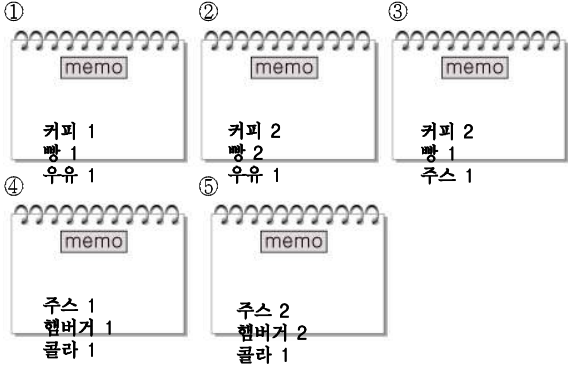 ①
memo
커피 1
빵 1
우유 1
②
memo
커피 2
빵 2
우유 1
③
memo
커피 2
빵 1
주스 1
④
memo
주스 1
햄버거 1
콜라 1
⑤
memo
주스 2
햄버거 2
콜라 1